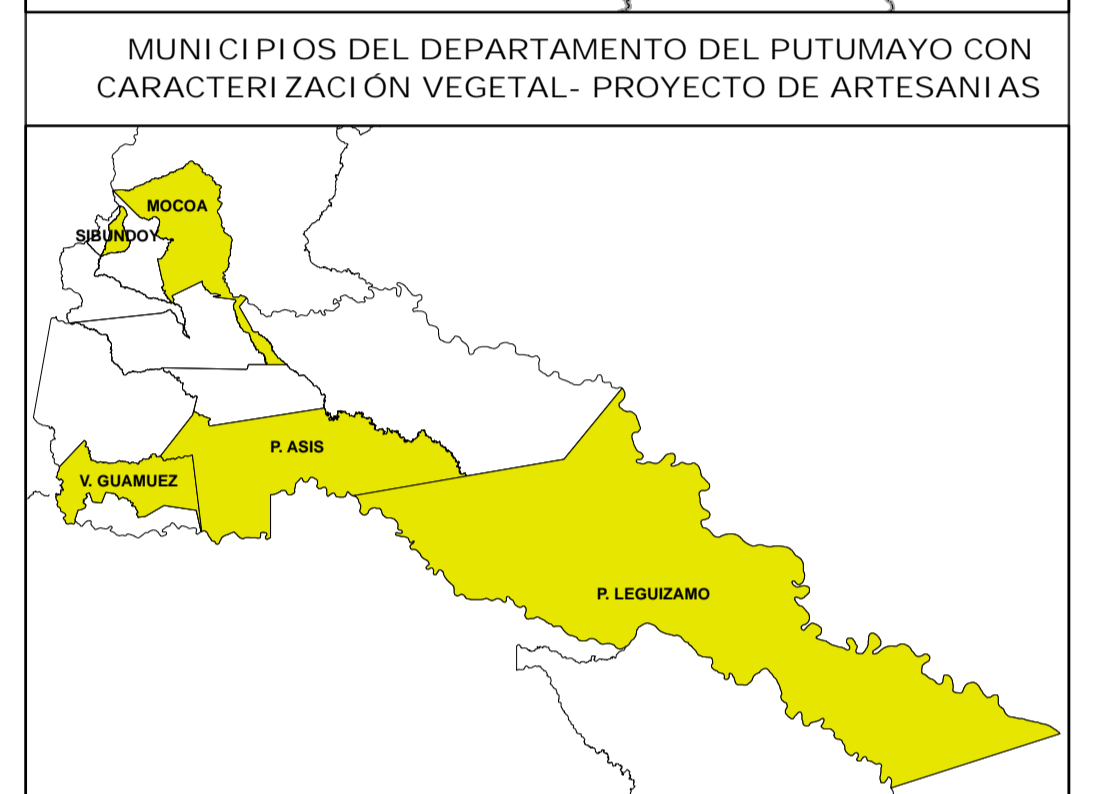 MUNICIPIOS DEL DEPARTAMENTO DEL PUTUMAYO CON
CARACTERIZACIÓN VEGETAL- PROYECTO DE ARTESANIAS
MOCOA
SIBUNDOY
P. ASIS
V. GUAMUEZ
P. LEGUIZAMO